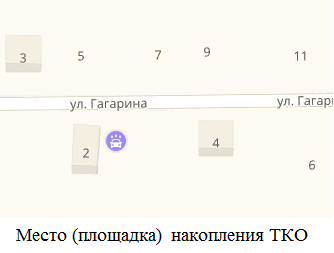 3 5 7 9 11
ул. Гагарина ул. Гагар
2 4 6
Место (площадка) накопления ТКО